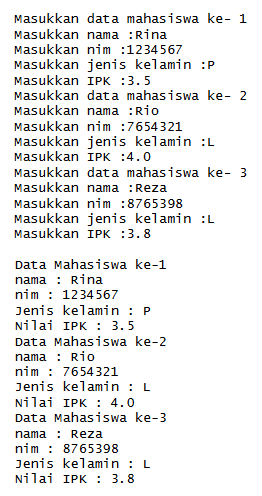 Masukkan data mahasiswa ke- 1
Masukkan nama :Rina
Masukkan nim :1234567
Masukkan jenis kelamin :P
Masukkan IPK :3.5
Masukkan data mahasiswa ke- 2
Masukkan nama :Rio
Masukkan nim :7654321
Masukkan jenis kelamin :L
Masukkan IPK :4.0
Masukkan data mahasiswa ke- 3
Masukkan nama :Reza
Masukkan nim :8765398
Masukkan jenis kelamin :L
Masukkan IPK :3.8

Data Mahasiswa ke-1
nama : Rina
nim : 1234567
Jenis kelamin : P
Nilai IPK : 3.5
Data Mahasiswa ke-2
nama : Rio
nim : 7654321
Jenis kelamin : L
Nilai IPK : 4.0
Data Mahasiswa ke-3
nama : Reza
nim : 8765398
Jenis kelamin : L
Nilai IPK : 3.8